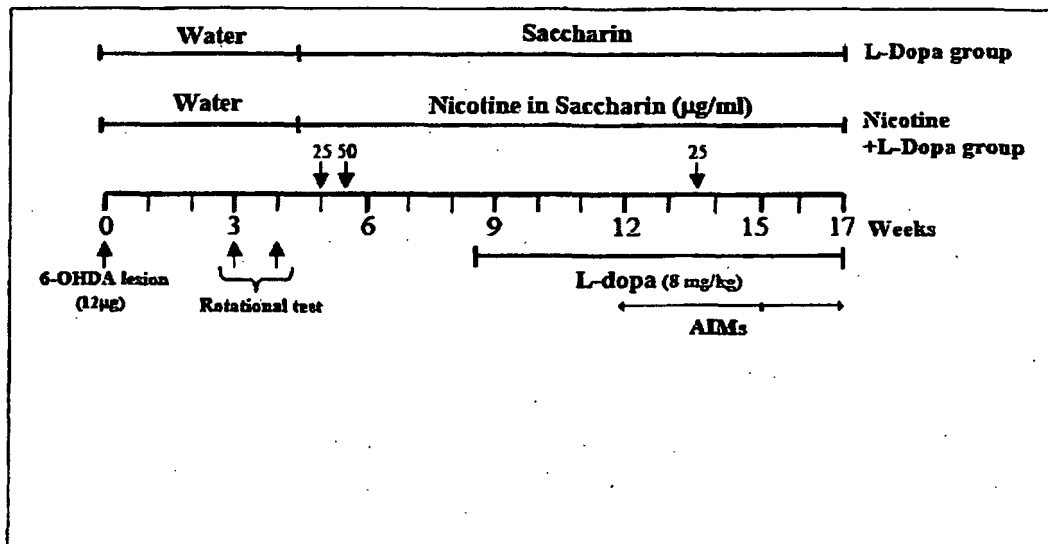 Water Saccharin L-Dopa group
Water Nicotine in Saccharin (µg/ml) Nicotine
+L-Dopa group
25 50 25
0 3 6 9 12 15 17 Weeks
6-OHDA lesion
(12µg)
Rotational test
L-dopa (8 mg/kg)
AIMs